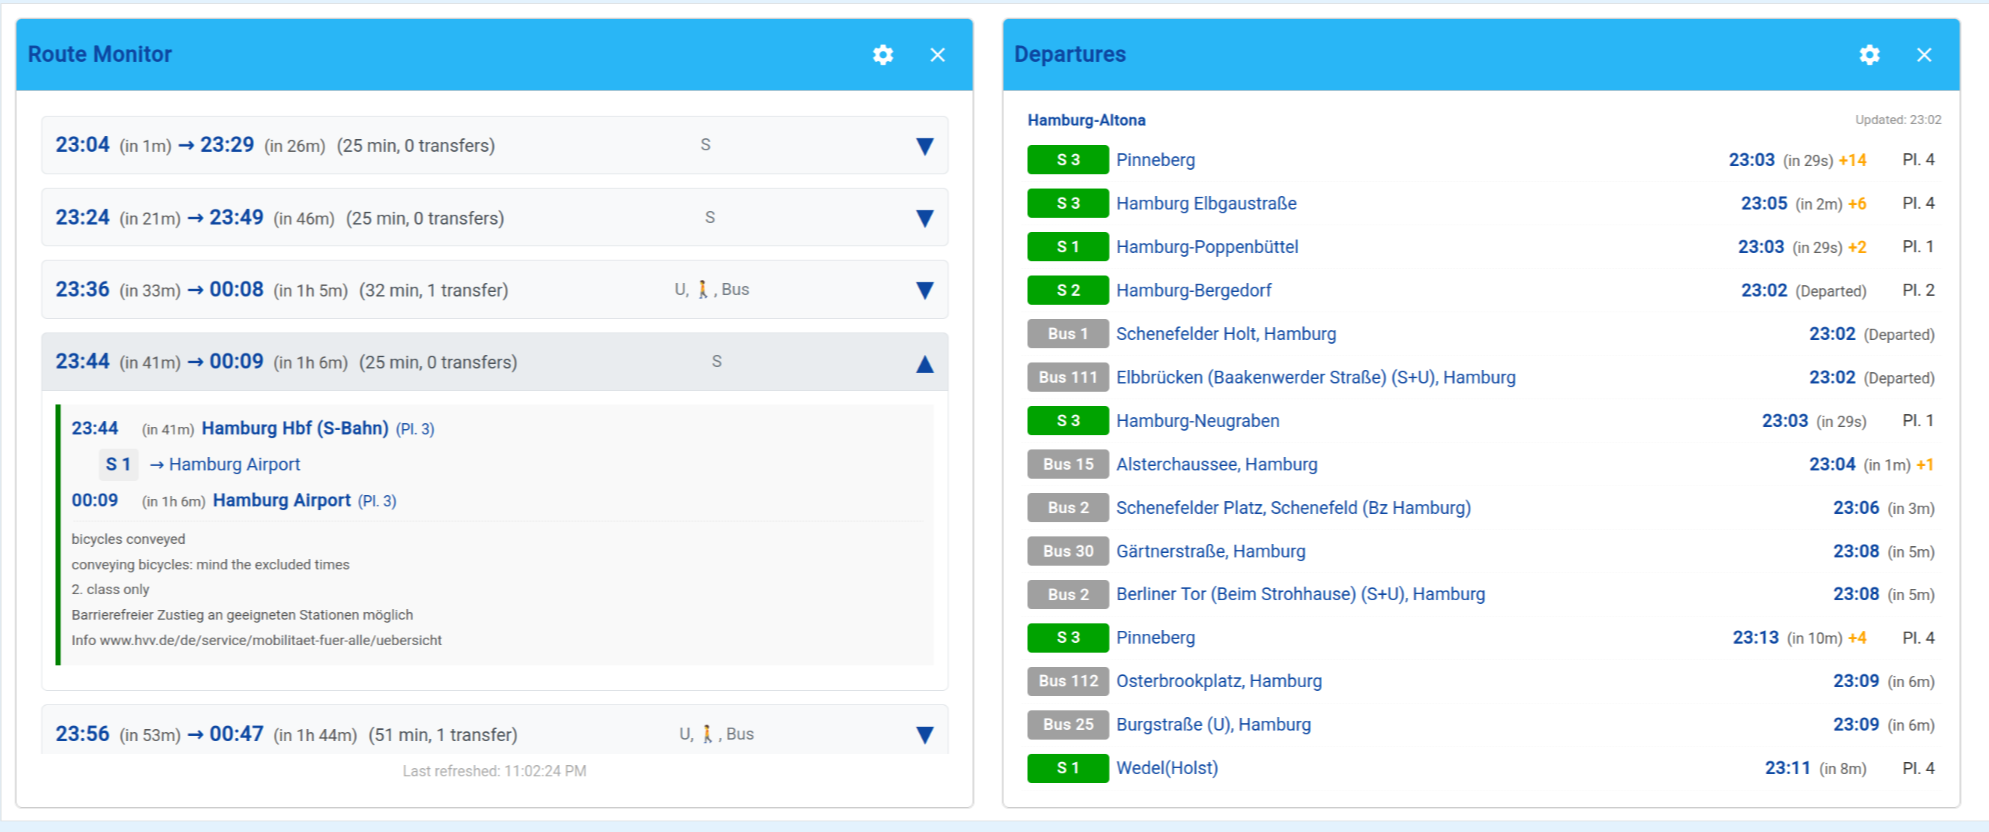 Route Monitor
23:04 (in 1m) → 23:29 (in 26m) (25 min, 0 transfers) S ▼
23:24 (in 21m) → 23:49 (in 46m) (25 min, 0 transfers) S ▼
23:36 (in 33m) → 00:08 (in 1h 5m) (32 min, 1 transfer) U, 🚶, Bus ▼
23:44 (in 41m) → 00:09 (in 1h 6m) (25 min, 0 transfers) S ▲
23:44 (in 41m) Hamburg Hbf (S-Bahn) (Pl. 3)
S 1 → Hamburg Airport
00:09 (in 1h 6m) Hamburg Airport (Pl. 3)
bicycles conveyed
conveying bicycles: mind the excluded times
2. class only
Barrierefreier Zustieg an geeigneten Stationen möglich
Info www.hvv.de/de/service/mobilitaet-fuer-alle/uebersicht
23:56 (in 53m) → 00:47 (in 1h 44m) (51 min, 1 transfer) U, 🚶, Bus ▼
Last refreshed: 11:02:24 PM
Departures
Hamburg-Altona Updated: 23:02
S 3 Pinneberg 23:03 (in 29s) +14 Pl. 4
S 3 Hamburg Elbgaustraße 23:05 (in 2m) +6 Pl. 4
S 1 Hamburg-Poppenbüttel 23:03 (in 29s) +2 Pl. 1
S 2 Hamburg-Bergedorf 23:02 (Departed) Pl. 2
Bus 1 Schenefelder Holt, Hamburg 23:02 (Departed)
Bus 111 Elbbrücken (Baakenwerder Straße) (S+U), Hamburg 23:02 (Departed)
S 3 Hamburg-Neugraben 23:03 (in 29s) Pl. 1
Bus 15 Alsterchaussee, Hamburg 23:04 (in 1m) +1
Bus 2 Schenefelder Platz, Schenefeld (Bz Hamburg) 23:06 (in 3m)
Bus 30 Gärtnerstraße, Hamburg 23:08 (in 5m)
Bus 2 Berliner Tor (Beim Strohhause) (S+U), Hamburg 23:08 (in 5m)
S 3 Pinneberg 23:13 (in 10m) +4 Pl. 4
Bus 112 Osterbrookplatz, Hamburg 23:09 (in 6m)
Bus 25 Burgstraße (U), Hamburg 23:09 (in 6m)
S 1 Wedel(Holst) 23:11 (in 8m) Pl. 4